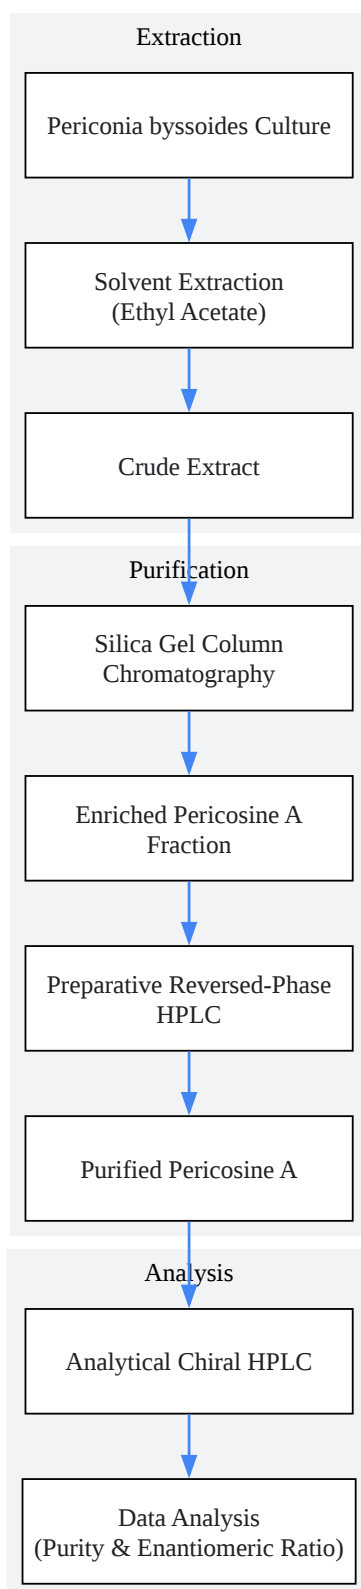 Extraction
Periconia byssoides Culture
Solvent Extraction
(Ethyl Acetate)
Crude Extract
Purification
Silica Gel Column
Chromatography
Enriched Pericosine A
Fraction
Preparative Reversed-Phase
HPLC
Purified Pericosine A
Analysis
Analytical Chiral HPLC
Data Analysis
(Purity & Enantiomeric Ratio)